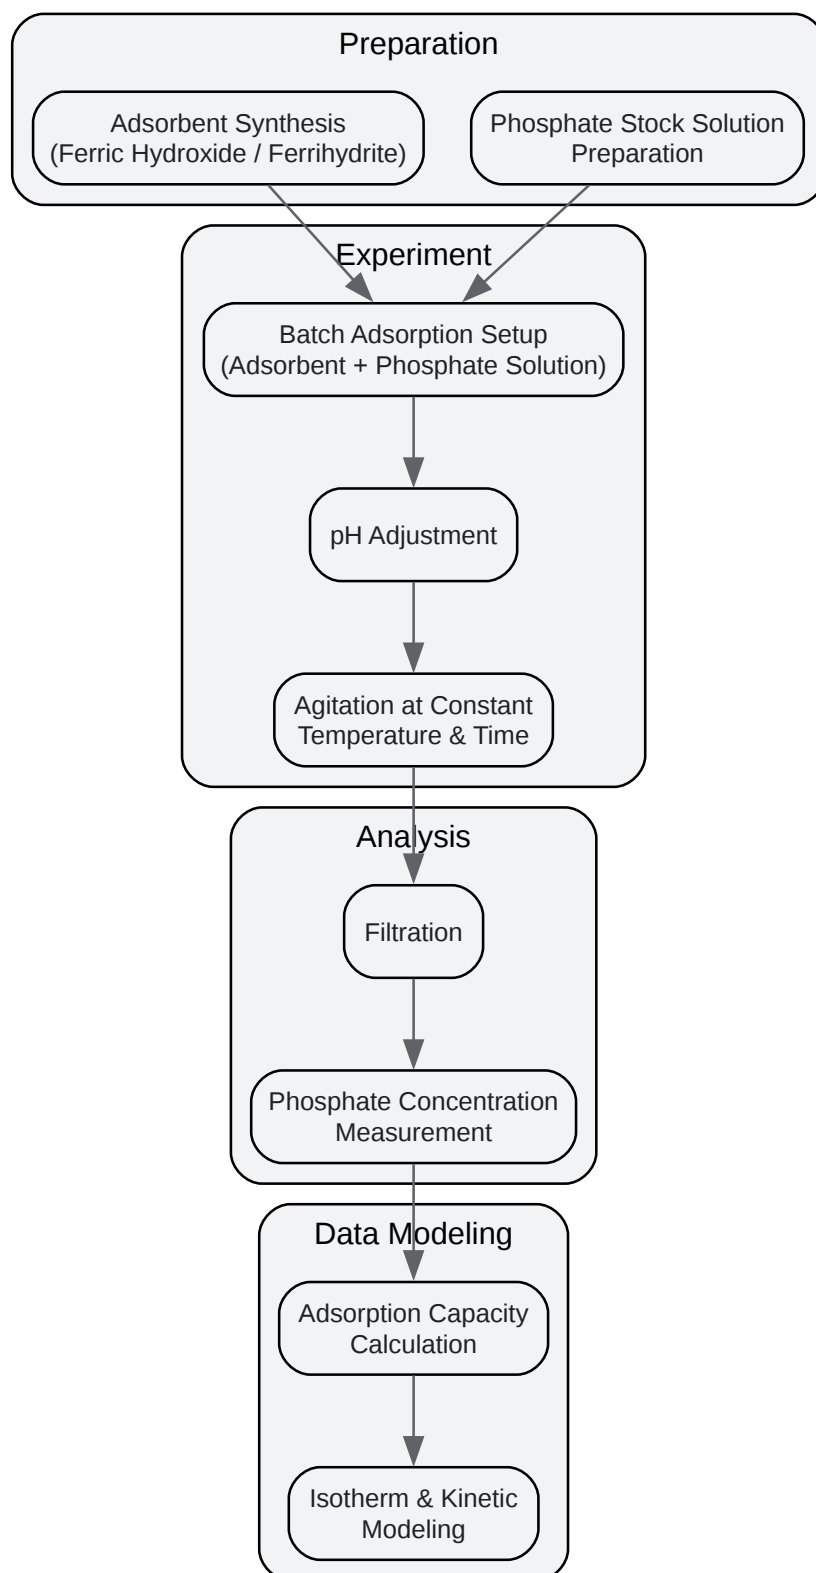 Preparation
Adsorbent Synthesis
(Ferric Hydroxide / Ferrihydrite)
Phosphate Stock Solution
Preparation
Experiment
Batch Adsorption Setup
(Adsorbent + Phosphate Solution)
pH Adjustment
Agitation at Constant
Temperature & Time
Analysis
Filtration
Phosphate Concentration
Measurement
Data Modeling
Adsorption Capacity
Calculation
Isotherm & Kinetic
Modeling